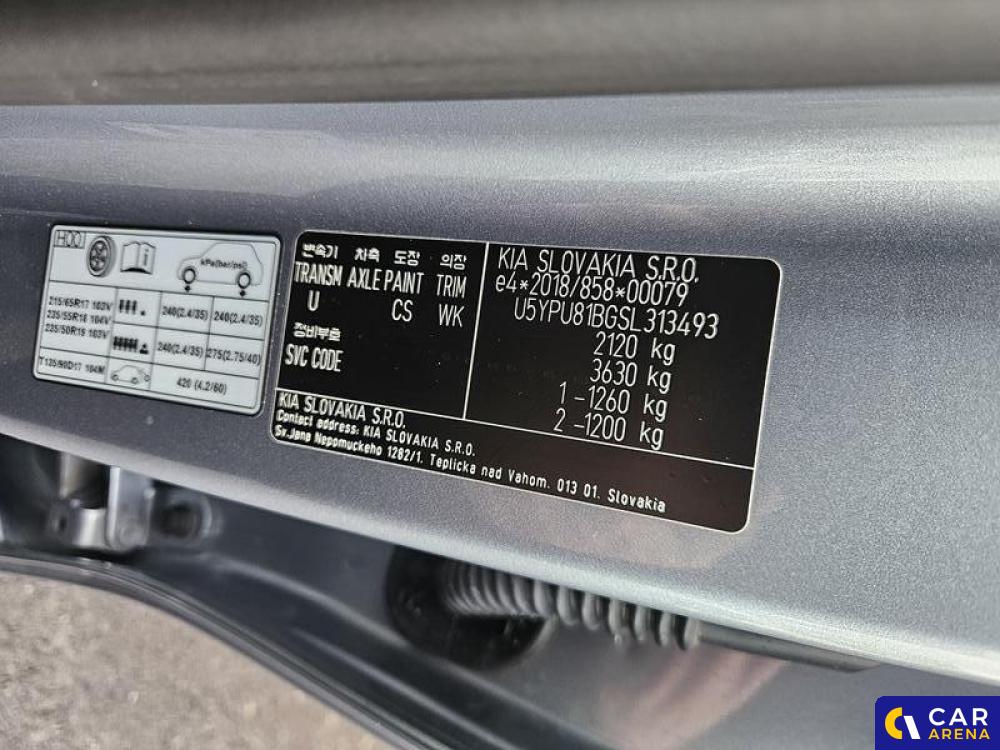 kPa(bar/psi)
215/65R17 103V
235/55R18 104V
235/50R19 103V
240(2.4/35)
240(2.4/35)
240(2.4/35)
275(2.75/40)
T135/90D17 104M
420 (4.2/60)
변속기 차축 도장 의장
TRANSM AXLE PAINT TRIM
U CS WK
장비부호
SVC CODE
KIA SLOVAKIA S.R.O.
e4*2018/858*00079
U5YPU81BGSL313493
2120 kg
3630 kg
1 -1260 kg
2 -1200 kg
KIA SLOVAKIA S.R.O.
Contact address: KIA SLOVAKIA S.R.O.
Sv.Jana Nepomuckeho 1282/1. Teplicka nad Vahom. 013 01. Slovakia
CAR
ARENA